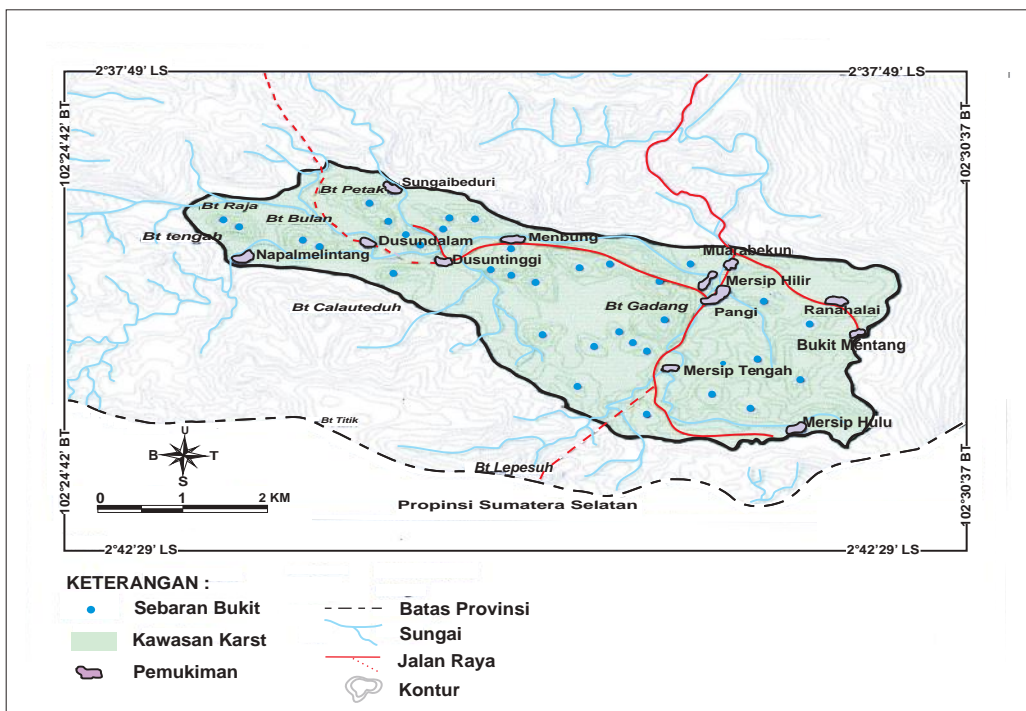 2°37'49' LS
2°37'49' LS
102°24'42' BT
102°30'37 BT
Sungaibeduri
Bt Petak
Bt Raja
Bt Bulan
Bt tengah
Dusundalam
Menbung
Napalmelintang
Dusuntinggi
Muarabekun
Mersip Hilir
Bt Calauteduh
Bt Gadang
Pangi
Ranahalai
Bukit Mentang
Mersip Tengah
Bt Titik
Mersip Hulu
U
B T
S
Bt Lepesuh
102°24'42' BT
102°30'37 BT
0 1 2 KM
Propinsi Sumatera Selatan
2°42'29' LS
2°42'29' LS
KETERANGAN :
Sebaran Bukit
Kawasan Karst
Pemukiman
Batas Provinsi
Sungai
Jalan Raya
Kontur